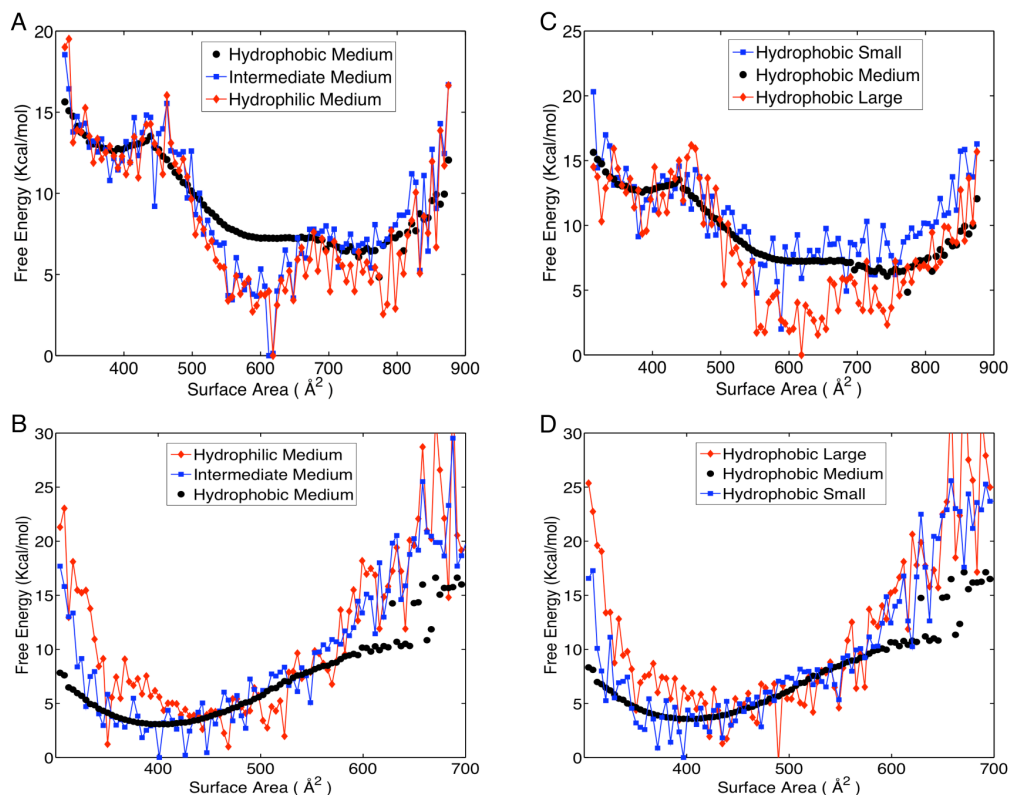 A
20
15
10
5
0
Free Energy (Kcal/mol)
Hydrophobic Medium
Intermediate Medium
Hydrophilic Medium
400 500 600 700 800 900
Surface Area ( Å2 )
C
25
20
15
10
5
0
Free Energy (Kcal/mol)
Hydrophobic Small
Hydrophobic Medium
Hydrophobic Large
400 500 600 700 800 900
Surface Area ( Å2 )
B
30
25
20
15
10
5
0
Free Energy (Kcal/mol)
Hydrophilic Medium
Intermediate Medium
Hydrophobic Medium
400 500 600 700
Surface Area ( Å2 )
D
30
25
20
15
10
5
0
Free Energy (Kcal/mol)
Hydrophobic Large
Hydrophobic Medium
Hydrophobic Small
400 500 600 700
Surface Area ( Å2 )